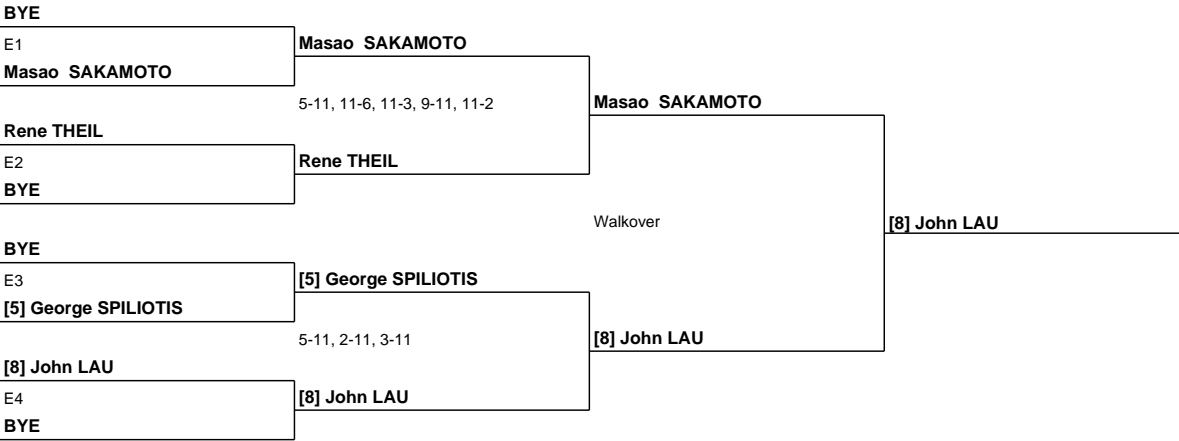 BYE
E1
Masao SAKAMOTO
Masao SAKAMOTO
5-11, 11-6, 11-3, 9-11, 11-2
Masao SAKAMOTO
Rene THEIL
E2
Rene THEIL
BYE
Walkover
[8] John LAU
BYE
E3
[5] George SPILIOTIS
[5] George SPILIOTIS
5-11, 2-11, 3-11
[8] John LAU
[8] John LAU
E4
[8] John LAU
BYE